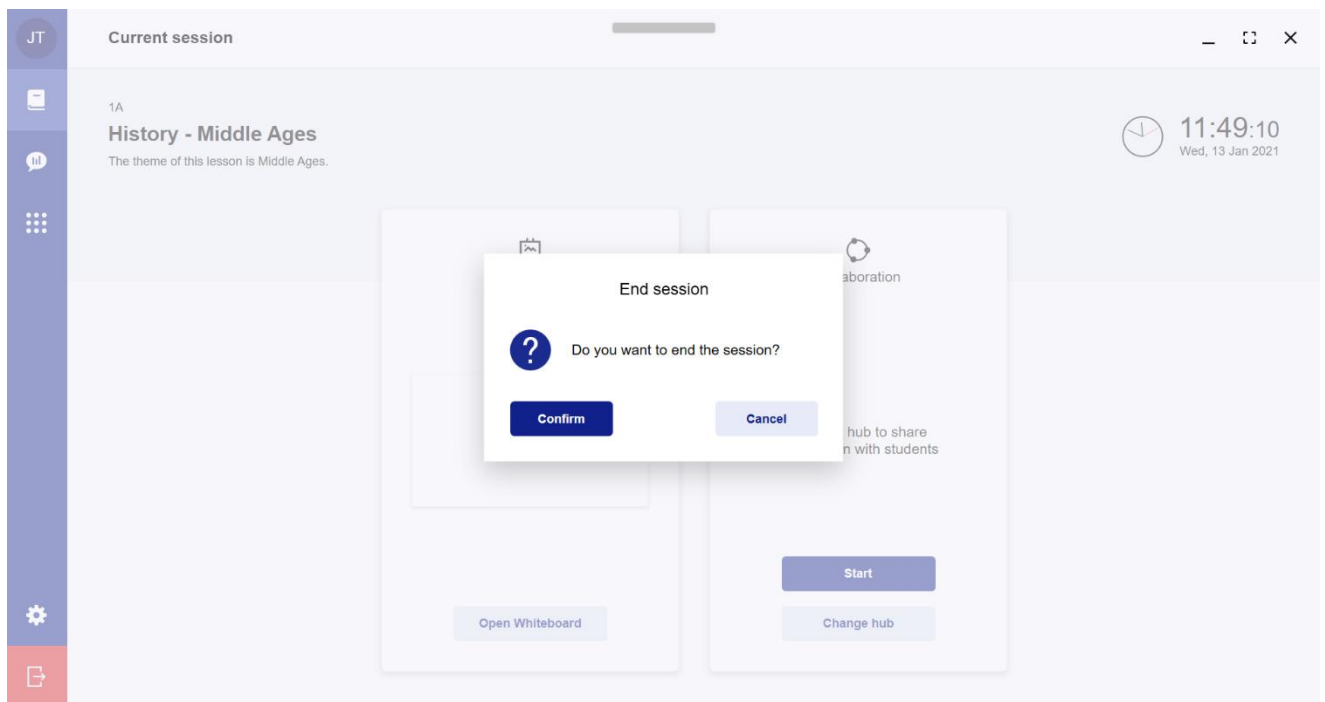 JT
Current session
1A
History - Middle Ages
The theme of this lesson is Middle Ages.
11:49:10
Wed, 13 Jan 2021
aboration
End session
Do you want to end the session?
Confirm
Cancel
hub to share
n with students
Start
Open Whiteboard
Change hub